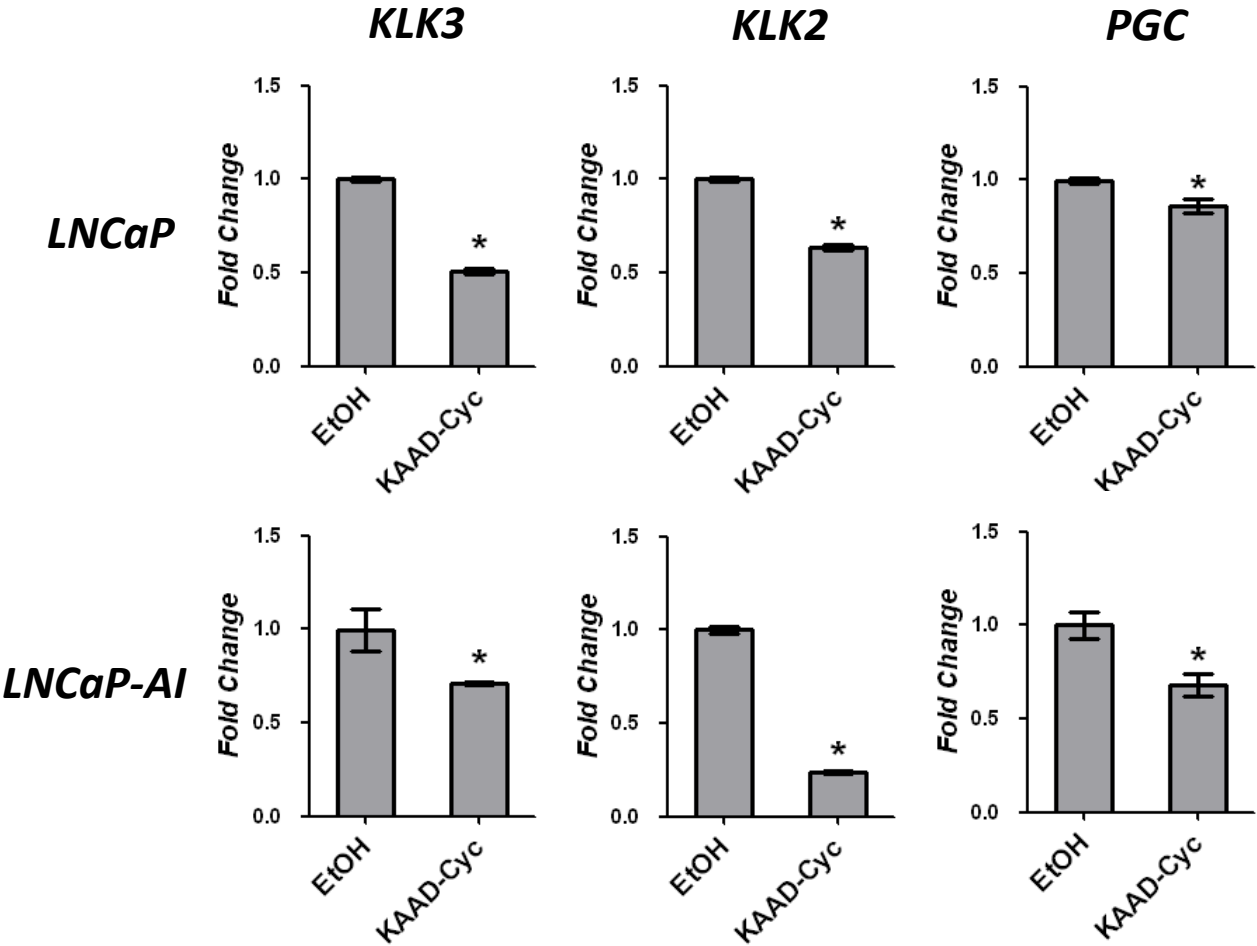 KLK3 KLK2 PGC
LNCaP
Fold Change
1.5
1.0
0.5
0.0
*
EtOH
KAAD-Cyc
Fold Change
1.5
1.0
0.5
0.0
*
EtOH
KAAD-Cyc
Fold Change
1.5
1.0
0.5
0.0
*
EtOH
KAAD-Cyc
LNCaP-AI
Fold Change
1.5
1.0
0.5
0.0
*
EtOH
KAAD-Cyc
Fold Change
1.5
1.0
0.5
0.0
*
EtOH
KAAD-Cyc
Fold Change
1.5
1.0
0.5
0.0
*
EtOH
KAAD-Cyc